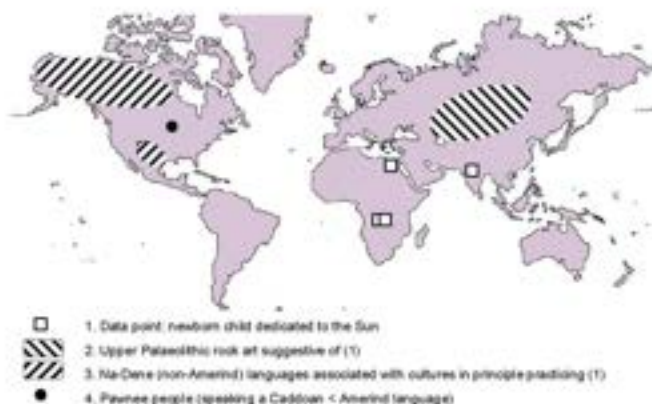 1. Data point: newborn child dedicated to the Sun
2. Upper Palaeolithic rock art suggestive of (1)
3. Na-Dene (non-Amerind) languages associated with cultures in principle practicing (1)
4. Pawnee people (speaking a Caddoan < Amerind language)